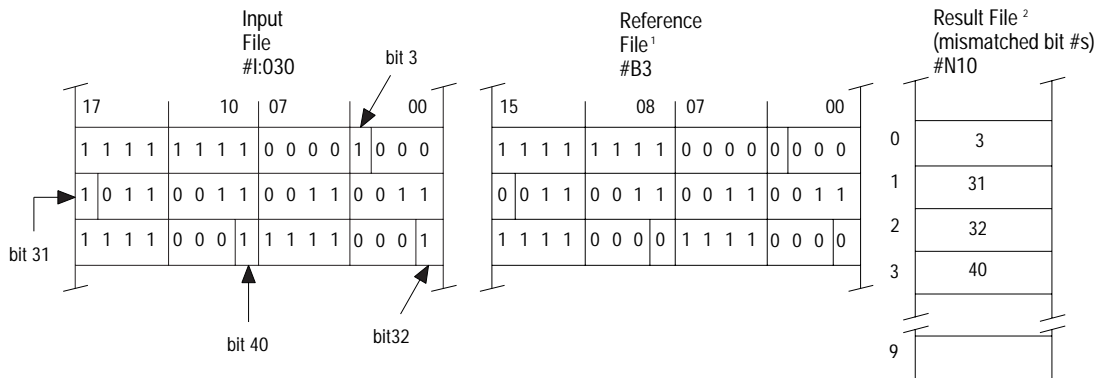 Input
File
#I:030
bit 3
Reference
File¹
#B3
Result File ²
(mismatched bit #s)
#N10
17 10 07 00
15 08 07 00
1 1 1 1 1 1 1 1 0 0 0 0 1 0 0 0
1 1 1 1 1 1 1 1 0 0 0 0 0 0 0 0
0 3
1 0 1 1 0 0 1 1 0 0 1 1 0 0 1 1
0 0 1 1 0 0 1 1 0 0 1 1 0 0 1 1
1 31
1 1 1 1 0 0 0 1 1 1 1 1 0 0 0 1
1 1 1 1 0 0 0 0 1 1 1 1 0 0 0 0
2 32
bit 31
3 40
bit 40
bit32
9